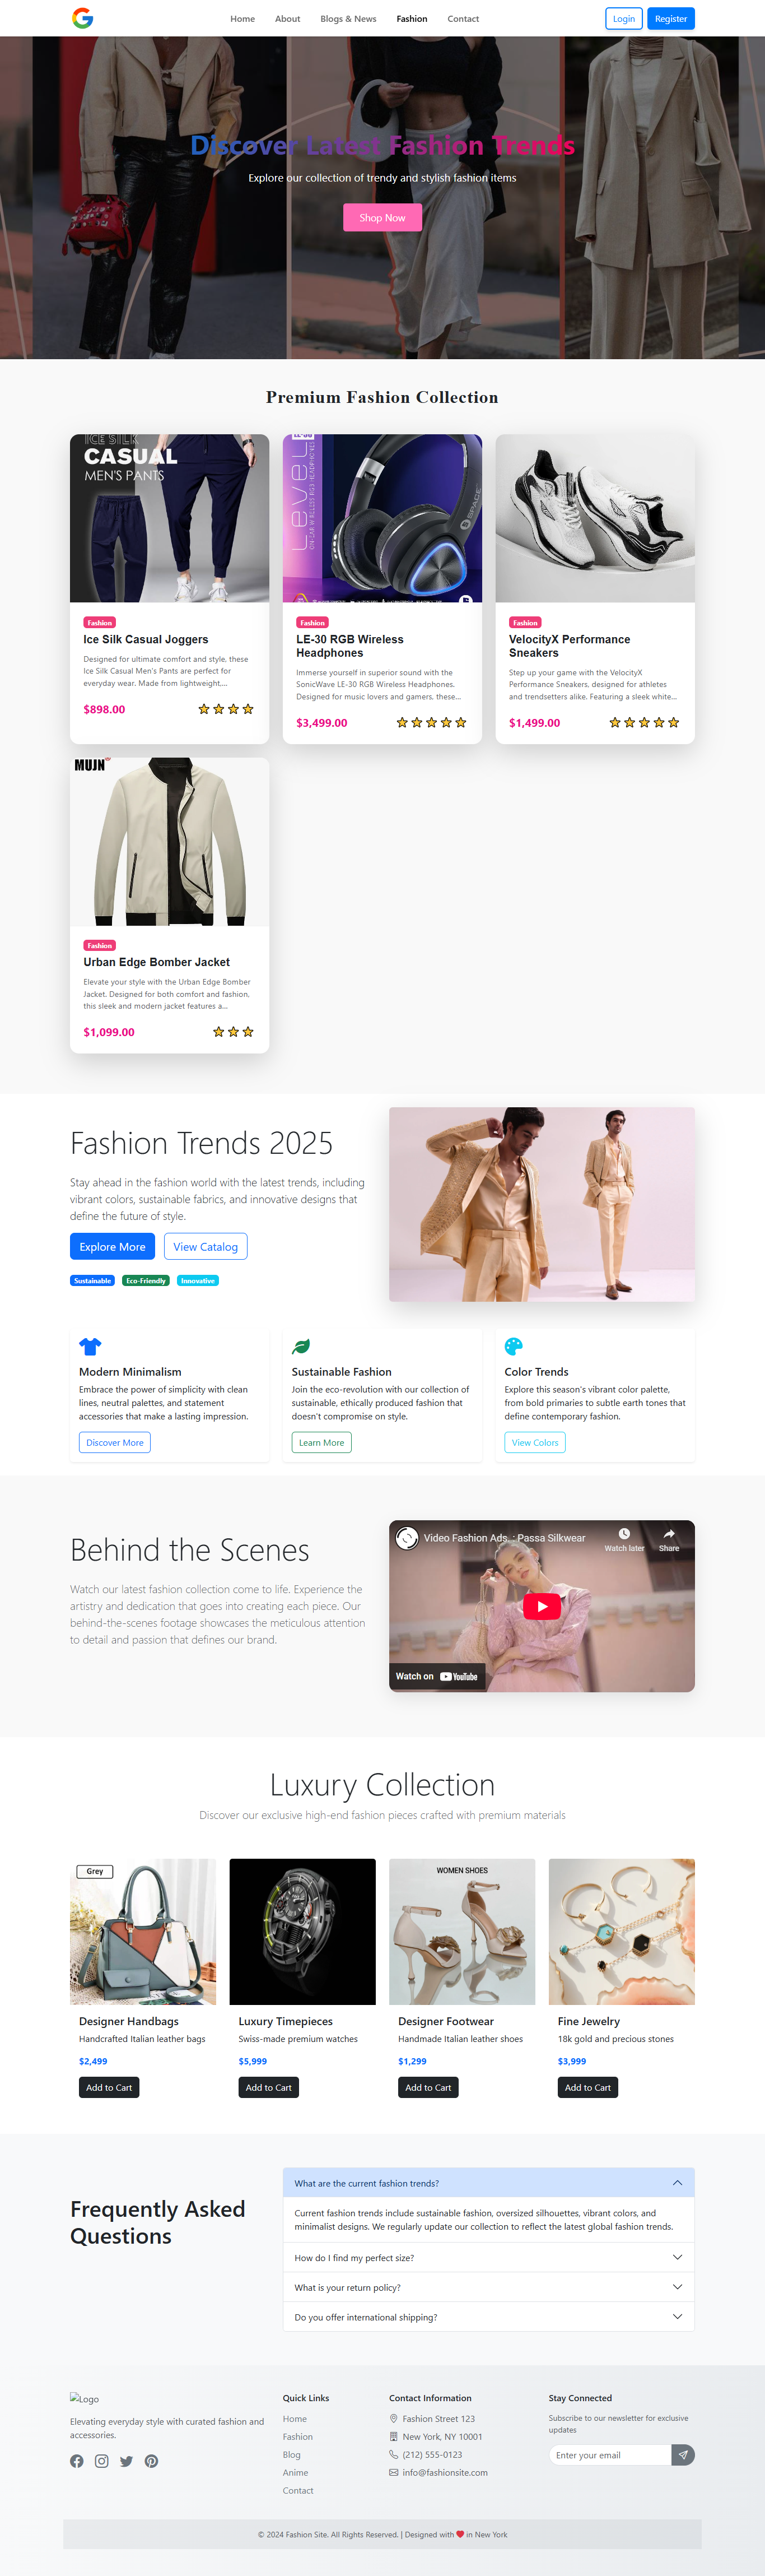 Home About Blogs & News Fashion Contact Login Register
Discover Latest Fashion Trends
Explore our collection of trendy and stylish fashion items
Shop Now
Premium Fashion Collection
ICE SILK
CASUAL
MEN'S PANTS
Fashion
Ice Silk Casual Joggers
Designed for ultimate comfort and style, these
Ice Silk Casual Men's Pants are perfect for
everyday wear. Made from lightweight,...
$898.00
Level
SPACE
Fashion
LE-30 RGB Wireless
Headphones
Immerse yourself in superior sound with the
SonicWave LE-30 RGB Wireless Headphones.
Designed for music lovers and gamers, these...
$3,499.00
Fashion
VelocityX Performance
Sneakers
Step up your game with the VelocityX
Performance Sneakers, designed for athletes
and trendsetters alike. Featuring a sleek white...
$1,499.00
MUJN
Fashion
Urban Edge Bomber Jacket
Elevate your style with the Urban Edge Bomber
Jacket. Designed for both comfort and fashion,
this sleek and modern jacket features a...
$1,099.00
Fashion Trends 2025
Stay ahead in the fashion world with the latest trends, including
vibrant colors, sustainable fabrics, and innovative designs that
define the future of style.
Explore More View Catalog
Sustainable Eco-Friendly Innovative
Modern Minimalism
Embrace the power of simplicity with clean
lines, neutral palettes, and statement
accessories that make a lasting impression.
Discover More
Sustainable Fashion
Join the eco-revolution with our collection of
sustainable, ethically produced fashion that
doesn't compromise on style.
Learn More
Color Trends
Explore this season's vibrant color palette,
from bold primaries to subtle earth tones that
define contemporary fashion.
View Colors
Behind the Scenes
Watch our latest fashion collection come to life. Experience the
artistry and dedication that goes into creating each piece. Our
behind-the-scenes footage showcases the meticulous attention
to detail and passion that defines our brand.
Video Fashion Ads. : Passa Silkwear
Watch later Share
Watch on YouTube
Luxury Collection
Discover our exclusive high-end fashion pieces crafted with premium materials
Grey
Designer Handbags
Handcrafted Italian leather bags
$2,499
Add to Cart
Luxury Timepieces
Swiss-made premium watches
$5,999
Add to Cart
WOMEN SHOES
Designer Footwear
Handmade Italian leather shoes
$1,299
Add to Cart
Fine Jewelry
18k gold and precious stones
$3,999
Add to Cart
Frequently Asked
Questions
What are the current fashion trends?
Current fashion trends include sustainable fashion, oversized silhouettes, vibrant colors, and
minimalist designs. We regularly update our collection to reflect the latest global fashion trends.
How do I find my perfect size?
What is your return policy?
Do you offer international shipping?
Logo
Elevating everyday style with curated fashion and
accessories.
Quick Links
Home
Fashion
Blog
Anime
Contact
Contact Information
Fashion Street 123
New York, NY 10001
(212) 555-0123
info@fashionsite.com
Stay Connected
Subscribe to our newsletter for exclusive
updates
Enter your email
© 2024 Fashion Site. All Rights Reserved. | Designed with ❤️ in New York